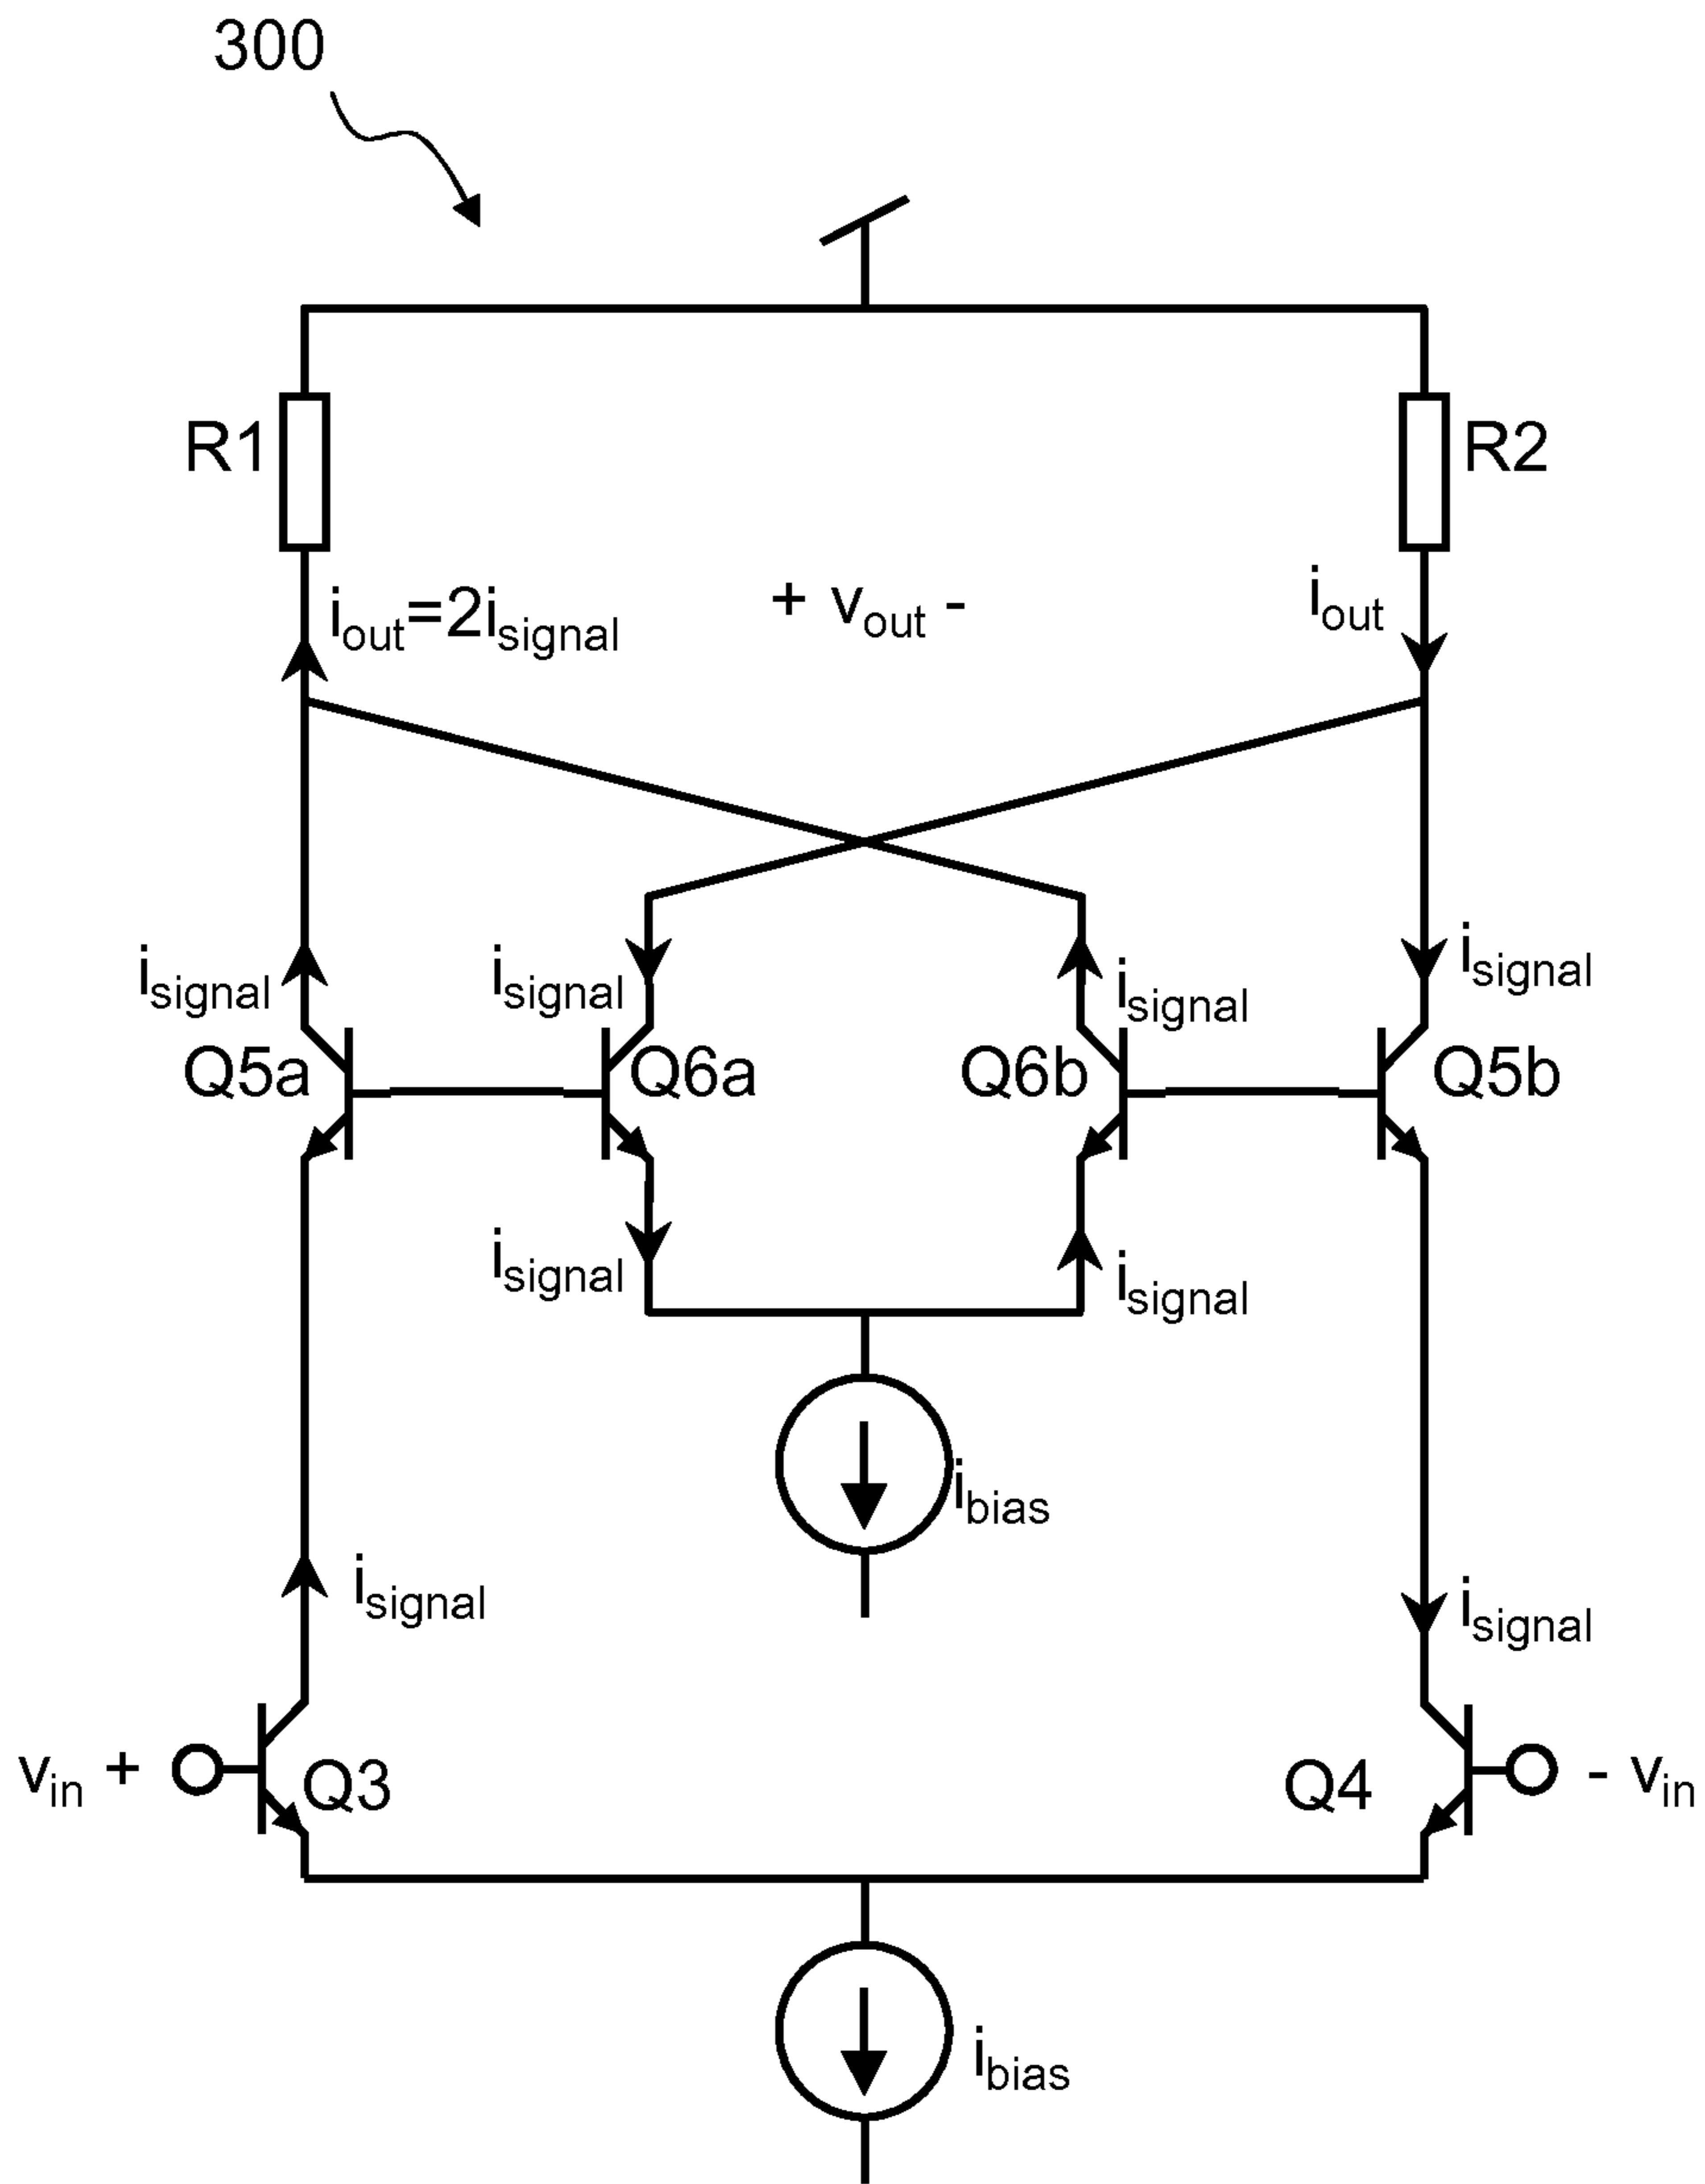 300
R1
R2
iout=2isignal
+ vout -
iout
isignal
isignal
isignal
isignal
Q5a
Q6a
Q6b
Q5b
isignal
isignal
ibias
isignal
isignal
vin +
Q3
Q4
- vin
ibias